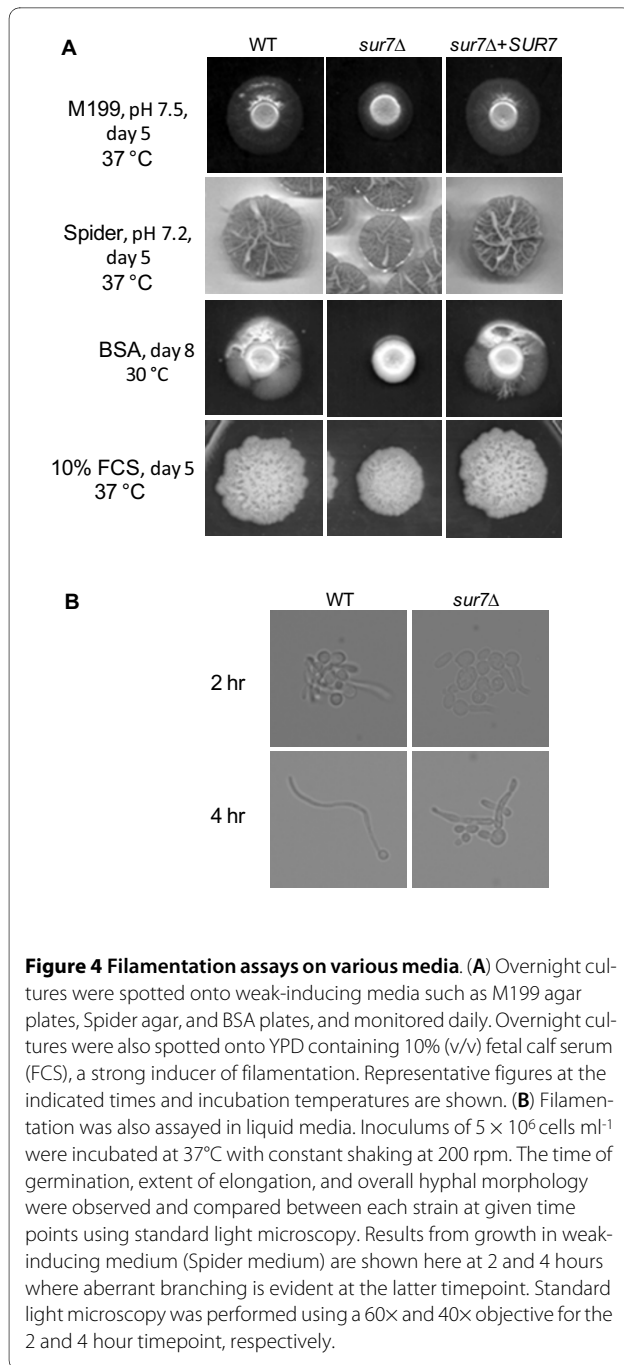 A
WT
sur7Δ
sur7Δ+SUR7
M199, pH 7.5,
day 5
37 °C
Spider, pH 7.2,
day 5
37 °C
BSA, day 8
30 °C
10% FCS, day 5
37 °C
B
WT
sur7Δ
2 hr
4 hr
Figure 4 Filamentation assays on various media. (A) Overnight cul-
tures were spotted onto weak-inducing media such as M199 agar
plates, Spider agar, and BSA plates, and monitored daily. Overnight cul-
tures were also spotted onto YPD containing 10% (v/v) fetal calf serum
(FCS), a strong inducer of filamentation. Representative figures at the
indicated times and incubation temperatures are shown. (B) Filamen-
tation was also assayed in liquid media. Inoculums of 5 × 10⁶ cells ml⁻¹
were incubated at 37°C with constant shaking at 200 rpm. The time of
germination, extent of elongation, and overall hyphal morphology
were observed and compared between each strain at given time
points using standard light microscopy. Results from growth in weak-
inducing medium (Spider medium) are shown here at 2 and 4 hours
where aberrant branching is evident at the latter timepoint. Standard
light microscopy was performed using a 60× and 40× objective for the
2 and 4 hour timepoint, respectively.